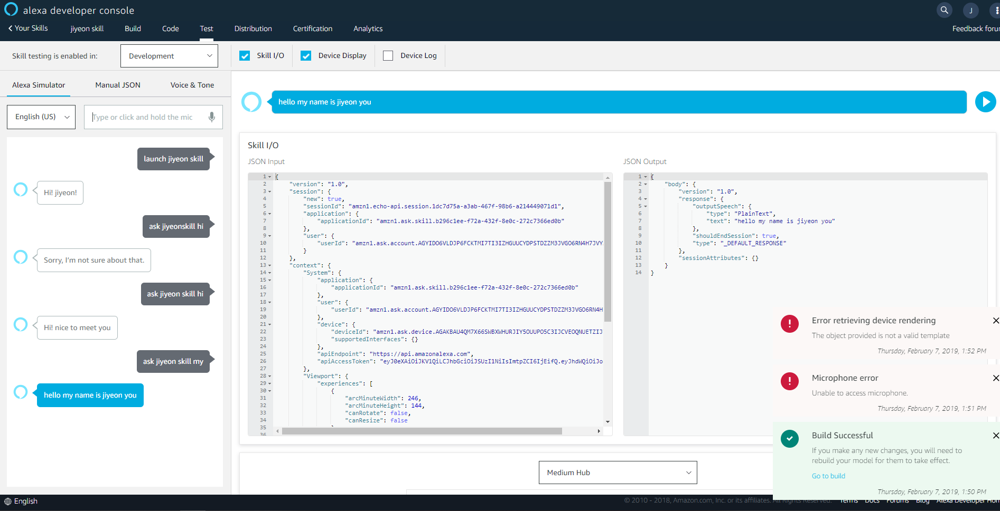 alexa developer console
J
Your Skills
jiyeon skill
Build
Code
Test
Distribution
Certification
Analytics
Feedback forum
Skill testing is enabled in:
Development
Skill I/O
Device Display
Device Log
Alexa Simulator
Manual JSON
Voice & Tone
English (US)
Type or click and hold the mic
launch jiyeon skill
Hi! jiyeon!
ask jiyeonskill hi
Sorry, I'm not sure about that.
ask jiyeon skill hi
Hi! nice to meet you
ask jiyeon skill my
hello my name is jiyeon you
hello my name is jiyeon you
Skill I/O
JSON Input
1 {
2 "version": "1.0",
3 "session": {
4 "new": true,
5 "sessionId": "amzn1.echo-api.session.1dc7d75a-a3ab-467f-98b6-a214449071d1",
6 "application": {
7 "applicationId": "amzn1.ask.skill.b296c1ee-f72a-432f-8e0c-272c7366ed0b"
8 },
9 "user": {
10 "userId": "amzn1.ask.account.AGYIDO6VLDJP6FCKTMI7TI3IZHGUUCYDPSTDZZM3JVGO6RN4H7JVY
11 }
12 },
13 "context": {
14 "System": {
15 "application": {
16 "applicationId": "amzn1.ask.skill.b296c1ee-f72a-432f-8e0c-272c7366ed0b"
17 },
18 "user": {
19 "userId": "amzn1.ask.account.AGYIDO6VLDJP6FCKTMI7TI3IZHGUUCYDPSTDZZM3JVGO6RN4H
20 },
21 "device": {
22 "deviceId": "amzn1.ask.device.AGAKBAU4QM7X66SWBXWHURJIY5OUUPO5C3IJCVEOQNUETZIJ
23 "supportedInterfaces": {}
24 },
25 "apiEndpoint": "https://api.amazonalexa.com",
26 "apiAccessToken": "eyJ0eXAiOiJKV1QiLCJhbGciOiJSUzI1NiIsImtpZCI6IjEifQ.eyJhdWQiOiJo
27 },
28 "Viewport": {
29 "experiences": [
30 {
31 "arcMinuteWidth": 246,
32 "arcMinuteHeight": 144,
33 "canRotate": false,
34 "canResize": false
35
36
JSON Output
1 {
2 "body": {
3 "version": "1.0",
4 "response": {
5 "outputSpeech": {
6 "type": "PlainText",
7 "text": "hello my name is jiyeon you"
8 },
9 "shouldEndSession": true,
10 "type": "_DEFAULT_RESPONSE"
11 },
12 "sessionAttributes": {}
13 }
14 }
Error retrieving device rendering
The object provided is not a valid template
Thursday, February 7, 2019, 1:52 PM
Microphone error
Unable to access microphone.
Thursday, February 7, 2019, 1:51 PM
Build Successful
If you make any new changes, you will need to
rebuild your model for them to take effect.
Go to build
Thursday, February 7, 2019, 1:50 PM
Medium Hub
English
© 2010 - 2018, Amazon.com, Inc. or its affiliates. All Rights Reserved.
Terms
Docs
Forums
Blog
Alexa Developer Hom